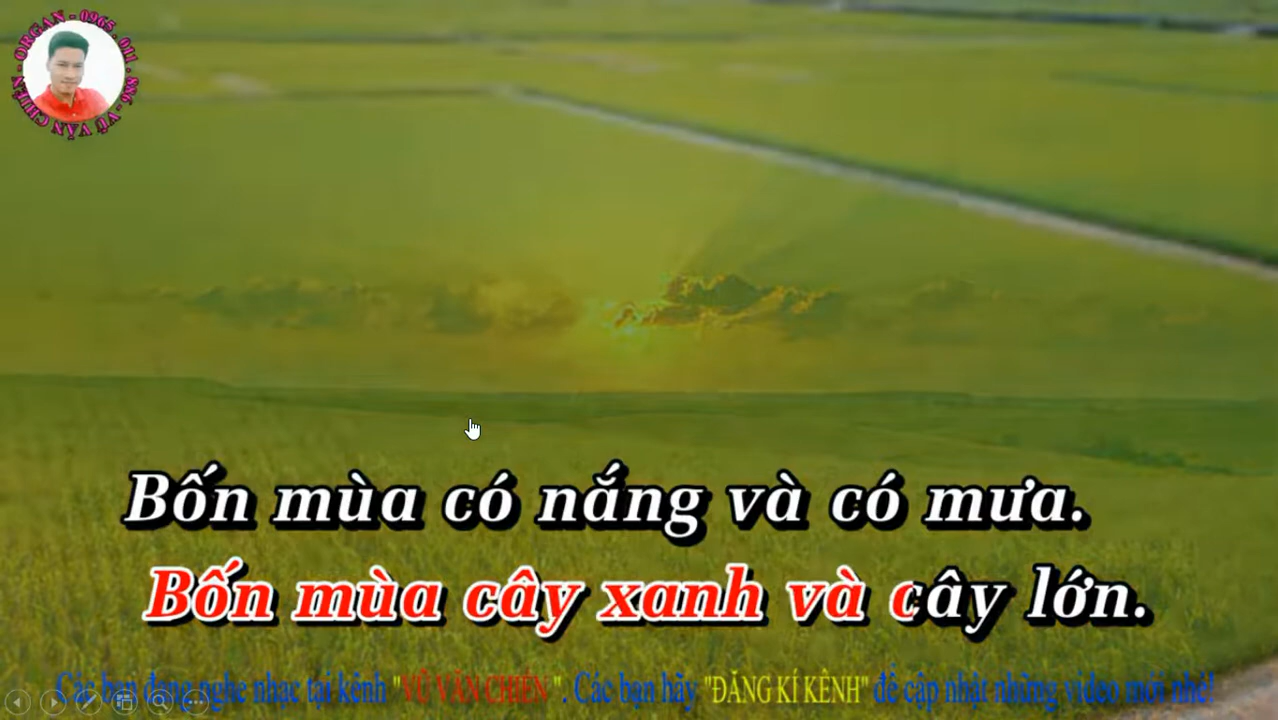 ORGAN - 0965 . 011 . 886 - VŨ VĂN CHIẾN -
Bốn mùa có nắng và có mưa.
Bốn mùa cây xanh và cây lớn.
Các bạn đang nghe nhạc tại kênh "VŨ VĂN CHIẾN ". Các bạn hãy "ĐĂNG KÍ KÊNH" để cập nhật những video mới nhé!